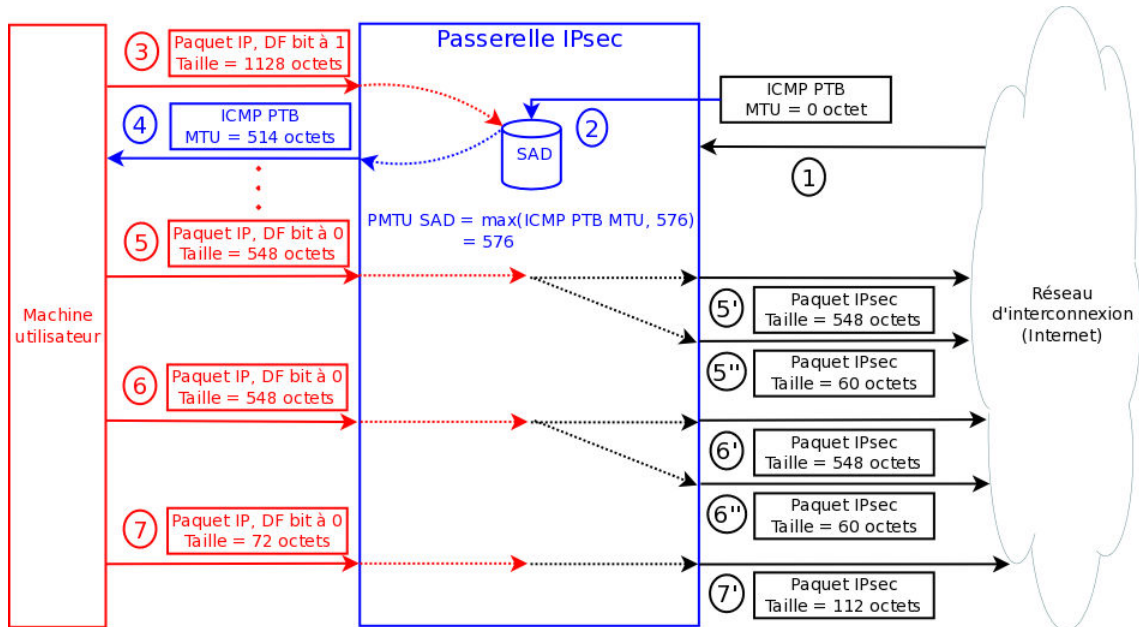 Passerelle IPsec
3
Paquet IP, DF bit à 1
Taille = 1128 octets
ICMP PTB
MTU = 0 octet
4
ICMP PTB
MTU = 514 octets
2
SAD
1
PMTU SAD = max(ICMP PTB MTU, 576)
= 576
5
Paquet IP, DF bit à 0
Taille = 548 octets
5'
Paquet IPsec
Taille = 548 octets
Machine
utilisateur
Réseau
d'interconnexion
(Internet)
5''
Paquet IPsec
Taille = 60 octets
6
Paquet IP, DF bit à 0
Taille = 548 octets
6'
Paquet IPsec
Taille = 548 octets
6''
Paquet IPsec
Taille = 60 octets
7
Paquet IP, DF bit à 0
Taille = 72 octets
7'
Paquet IPsec
Taille = 112 octets